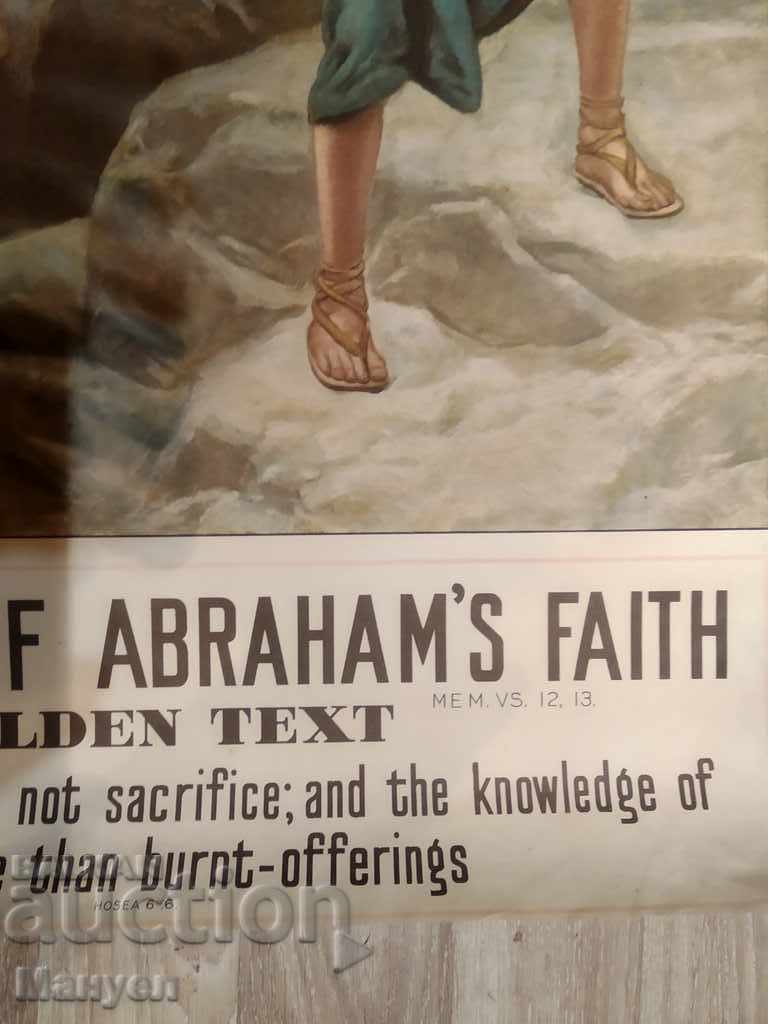 F ABRAHAM'S FAITH
MEM. VS. 12, 13.
LDEN TEXT
not sacrifice; and the knowledge of
e than burnt-offerings
HOSEA 6:6.
BALKAN
auction
Мануел